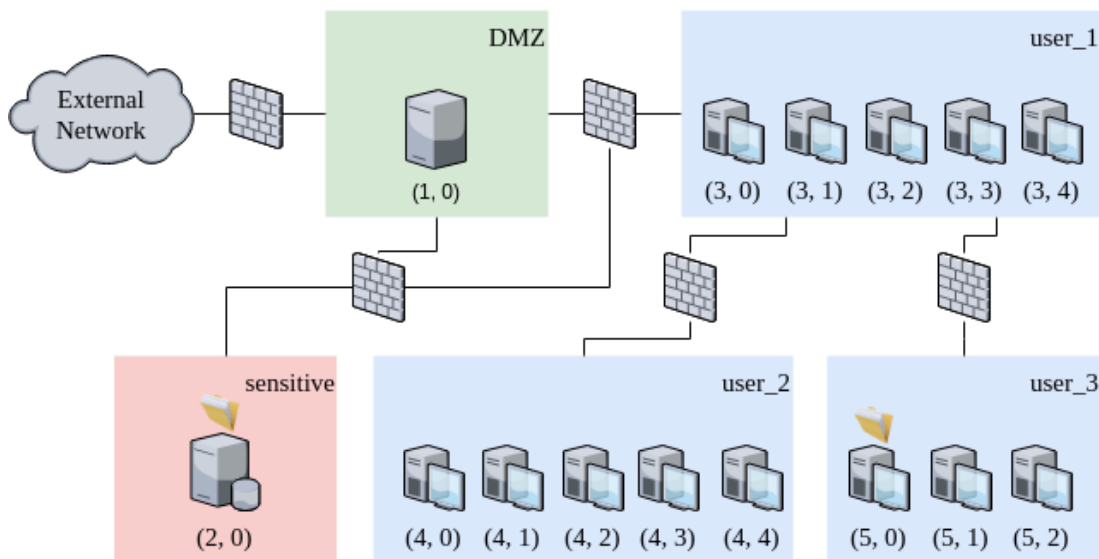 External
Network
DMZ
(1, 0)
user_1
(3, 0) (3, 1) (3, 2) (3, 3) (3, 4)
sensitive
(2, 0)
user_2
(4, 0) (4, 1) (4, 2) (4, 3) (4, 4)
user_3
(5, 0) (5, 1) (5, 2)